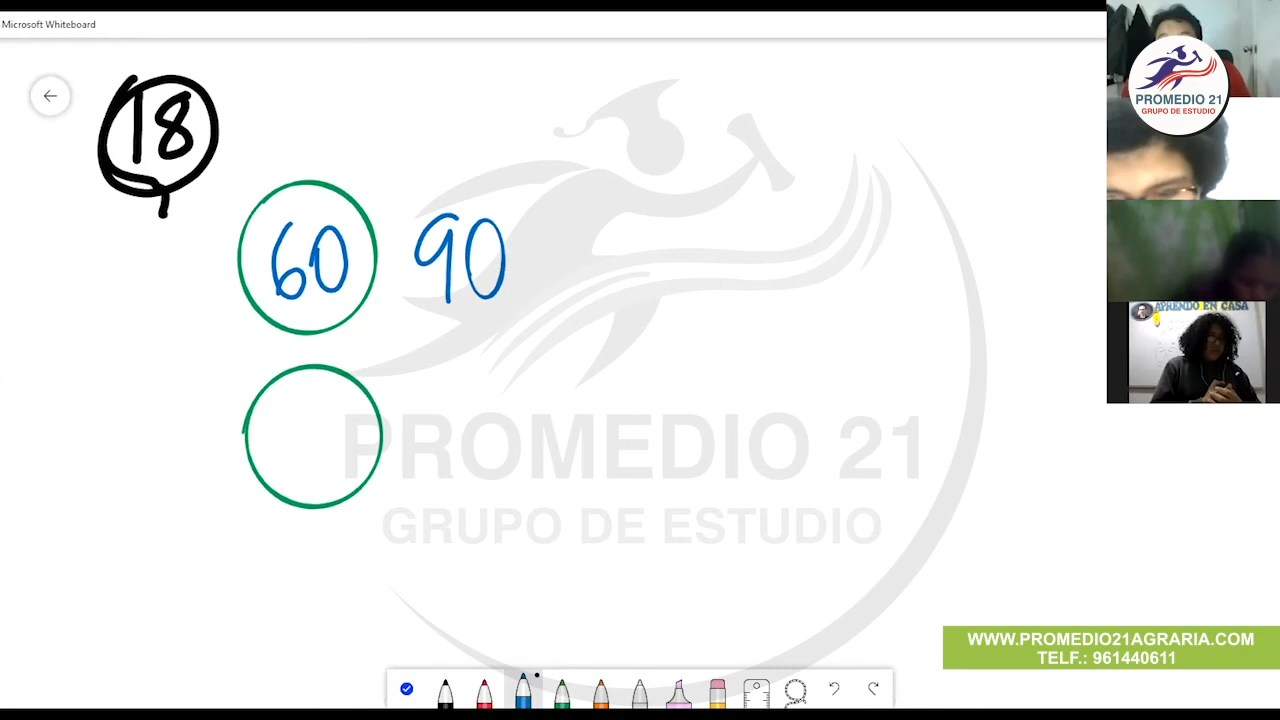 Microsoft Whiteboard
18
60 90
PROMEDIO 21
GRUPO DE ESTUDIO
PROMEDIO 21
GRUPO DE ESTUDIO
APRENDO EN CASA
WWW.PROMEDIO21AGRARIA.COM
TELF.: 961440611